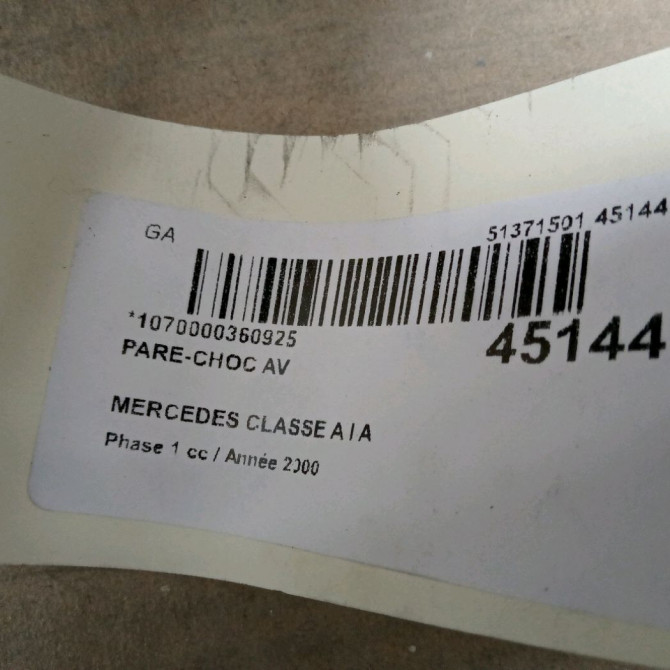 GA
51371501 45144
*1070000360925
45144
PARE-CHOC AV
MERCEDES CLASSE A I A
Phase 1 cc / Année 2000